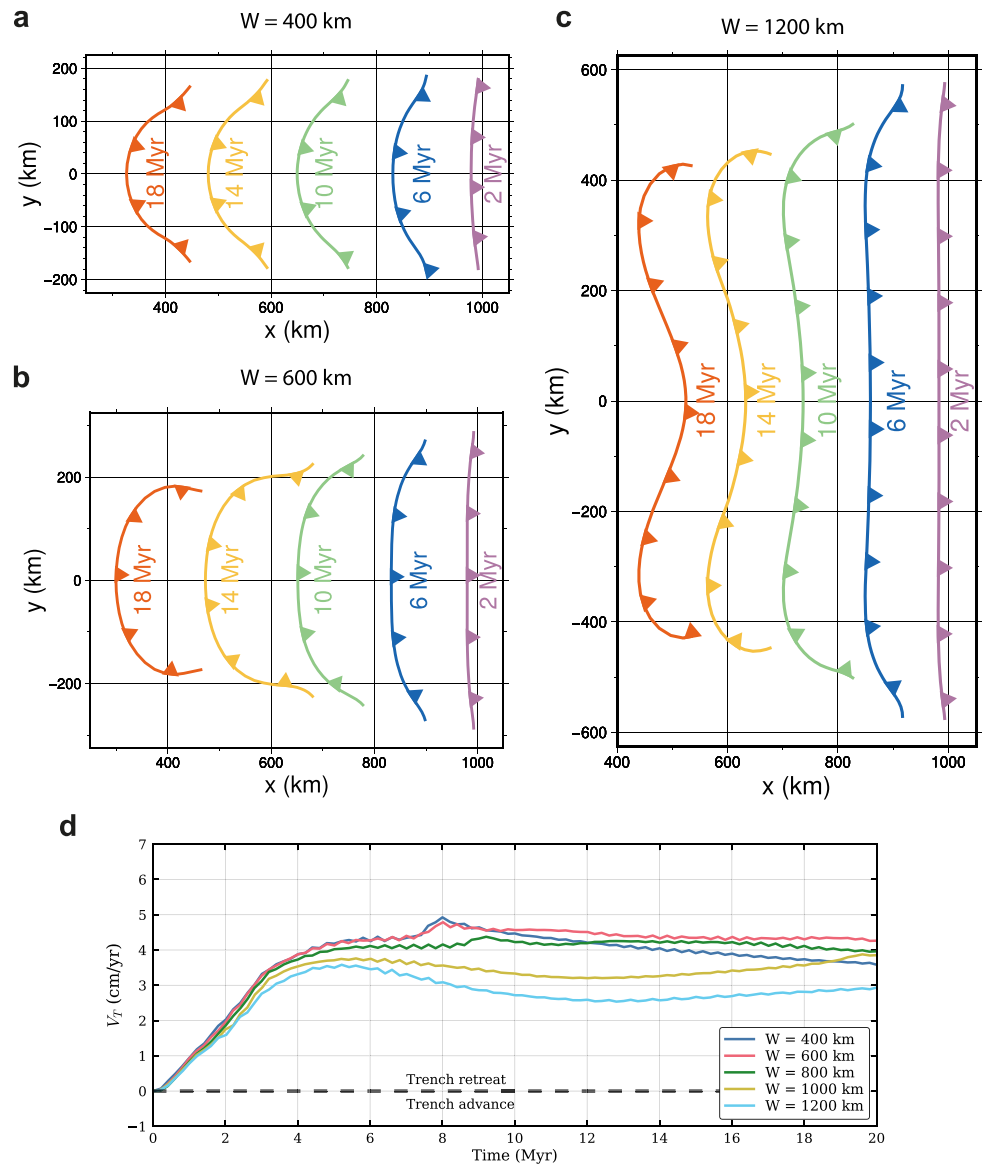 a
W = 400 km
y (km)
200
100
0
−100
−200
18 Myr
14 Myr
10 Myr
6 Myr
2 Myr
400
600
800
1000
x (km)
b
W = 600 km
y (km)
200
0
−200
18 Myr
14 Myr
10 Myr
6 Myr
2 Myr
400
600
800
1000
x (km)
c
W = 1200 km
y (km)
600
400
200
0
−200
−400
−600
18 Myr
14 Myr
10 Myr
6 Myr
2 Myr
400
600
800
1000
x (km)
d
V_T (cm/yr)
7
6
5
4
3
2
1
0
−1
Trench retreat
Trench advance
W = 400 km
W = 600 km
W = 800 km
W = 1000 km
W = 1200 km
0 2 4 6 8 10 12 14 16 18 20
Time (Myr)